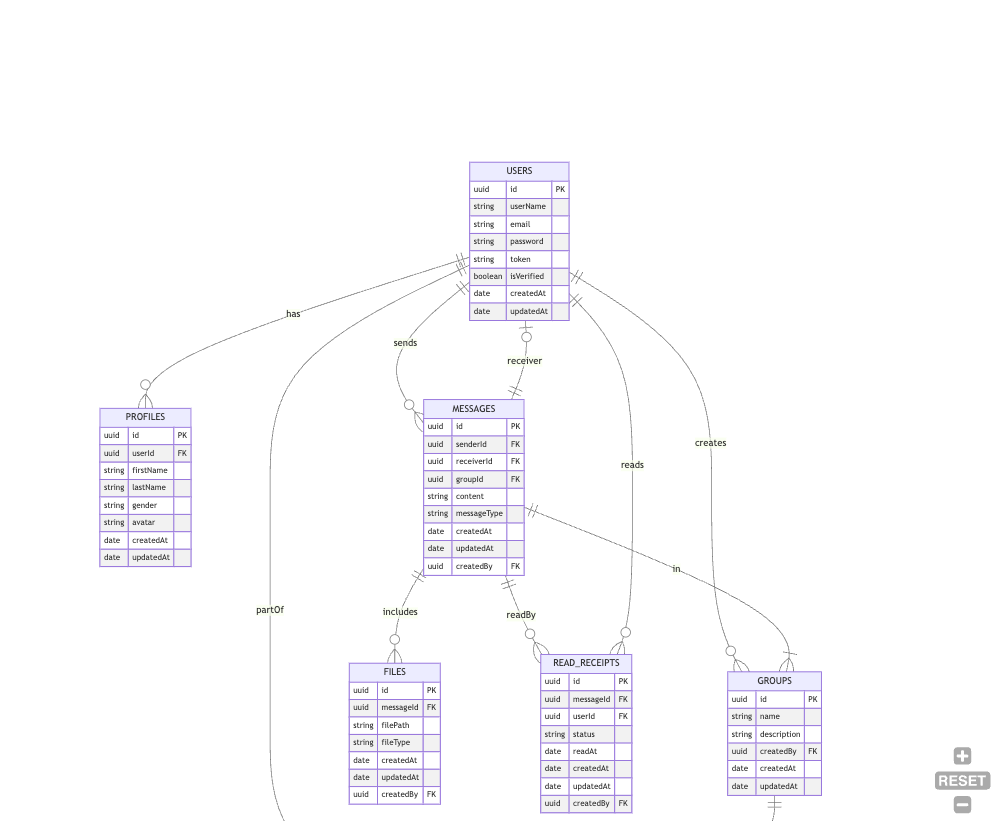 USERS
uuid id PK
string userName
string email
string password
string token
boolean isVerified
date createdAt
date updatedAt
has
sends
receiver
PROFILES
uuid id PK
uuid userId FK
string firstName
string lastName
string gender
string avatar
date createdAt
date updatedAt
MESSAGES
uuid id PK
uuid senderId FK
uuid receiverId FK
uuid groupId FK
string content
string messageType
date createdAt
date updatedAt
uuid createdBy FK
creates
reads
in
partOf
includes
readBy
FILES
uuid id PK
uuid messageId FK
string filePath
string fileType
date createdAt
date updatedAt
uuid createdBy FK
READ_RECEIPTS
uuid id PK
uuid messageId FK
uuid userId FK
string status
date readAt
date createdAt
date updatedAt
uuid createdBy FK
GROUPS
uuid id PK
string name
string description
uuid createdBy FK
date createdAt
date updatedAt
RESET